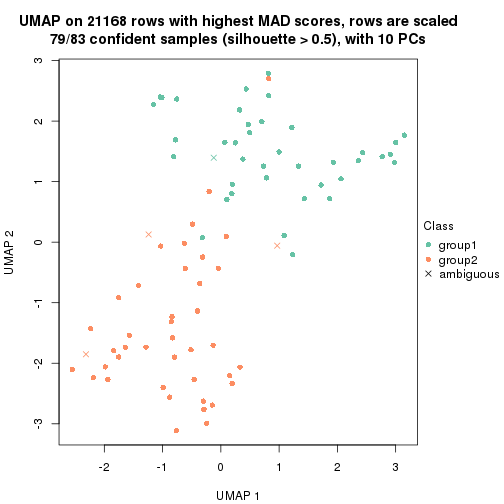 UMAP on 21168 rows with highest MAD scores, rows are scaled
79/83 confident samples (silhouette > 0.5), with 10 PCs
3
2
1
0
-1
-2
-3
UMAP 2
-2
-1
0
1
2
3
UMAP 1
Class
group1
group2
ambiguous